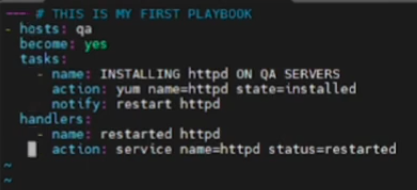 --- # THIS IS MY FIRST PLAYBOOK
- hosts: qa
  become: yes
  tasks:
    - name: INSTALLING httpd ON QA SERVERS
      action: yum name=httpd state=installed
      notify: restart httpd
  handlers:
    - name: restarted httpd
      action: service name=httpd status=restarted
~
~